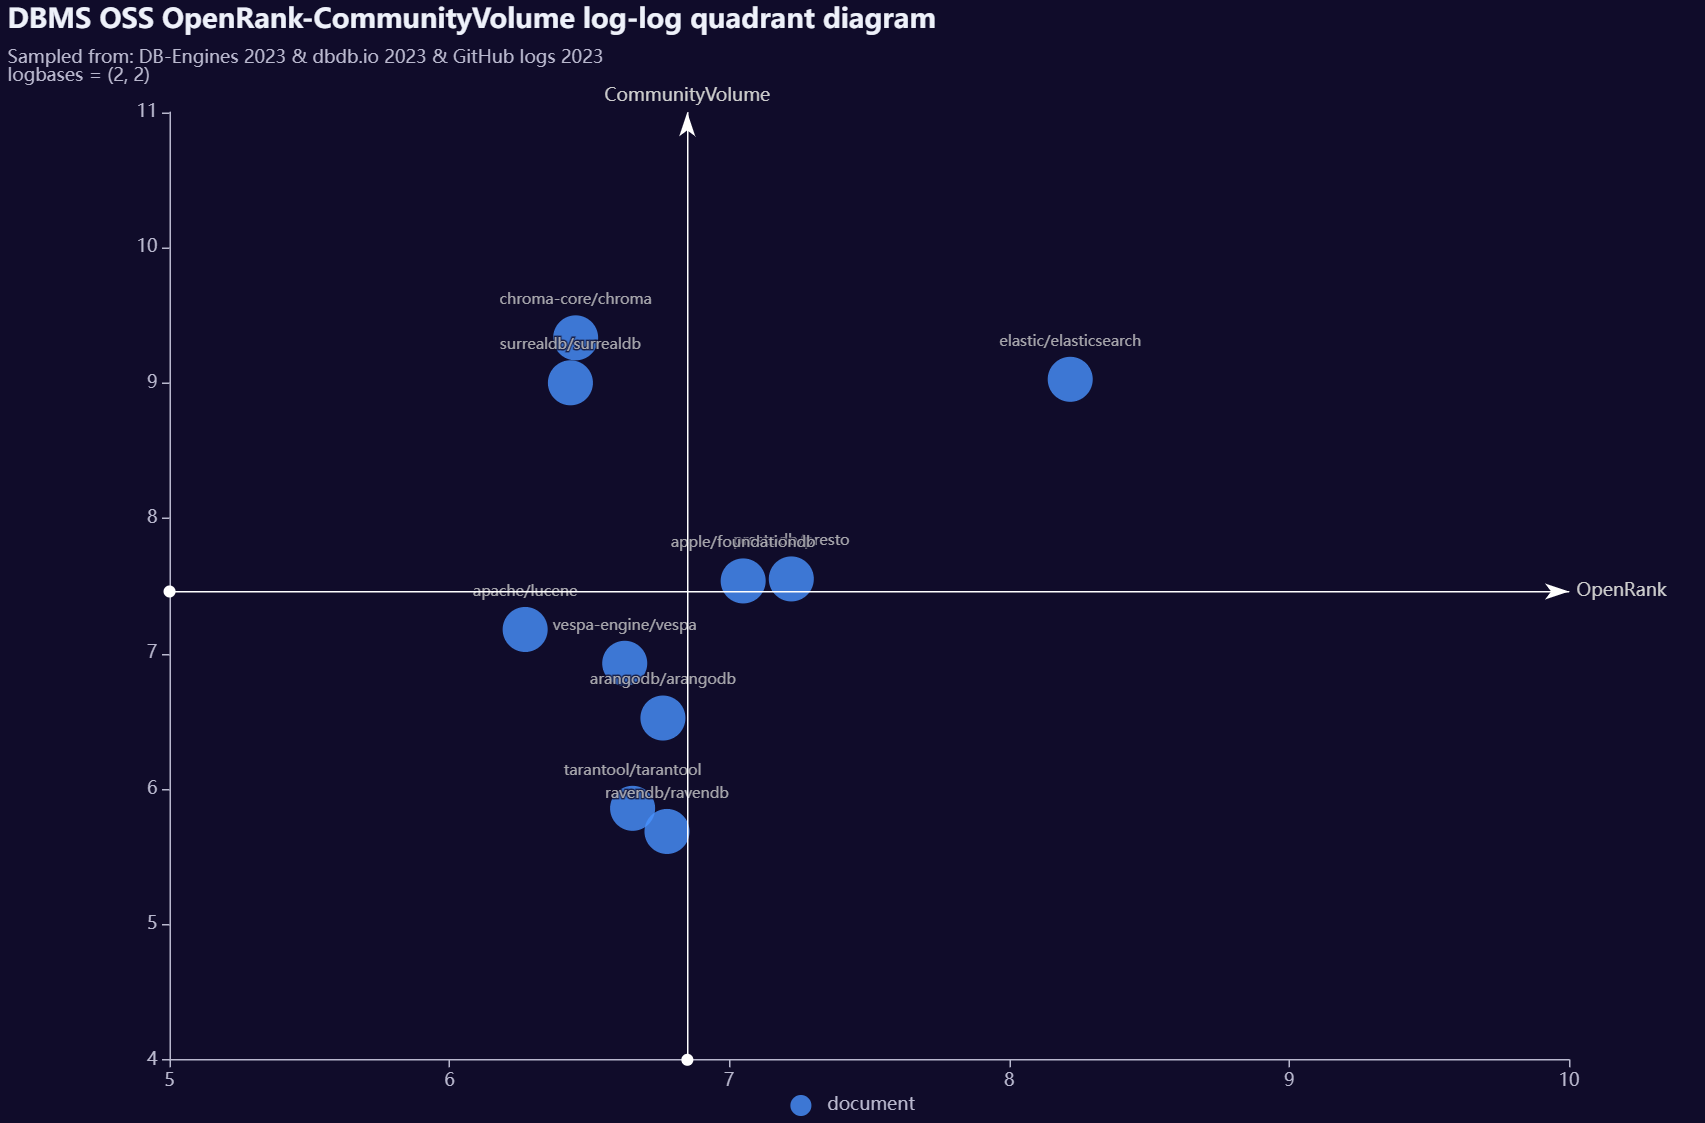 DBMS OSS OpenRank-CommunityVolume log-log quadrant diagram
Sampled from: DB-Engines 2023 & dbdb.io 2023 & GitHub logs 2023
logbases = (2, 2)
CommunityVolume
11
10
chroma-core/chroma
surrealdb/surrealdb
elastic/elasticsearch
9
8
apple/foundationdb
presto
apache/lucene
OpenRank
vespa-engine/vespa
7
arangodb/arangodb
tarantool/tarantool
6
ravendb/ravendb
5
4
5
6
7
8
9
10
document